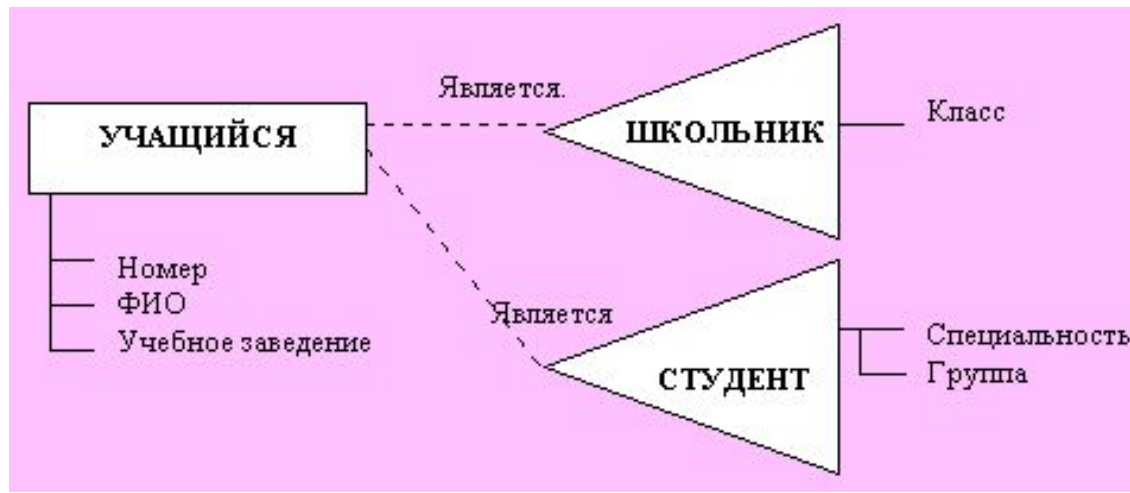 Является.
УЧАЩИЙСЯ
ШКОЛЬНИК
Класс
Номер
ФИО
Учебное заведение
Является
СТУДЕНТ
Специальность
Группа